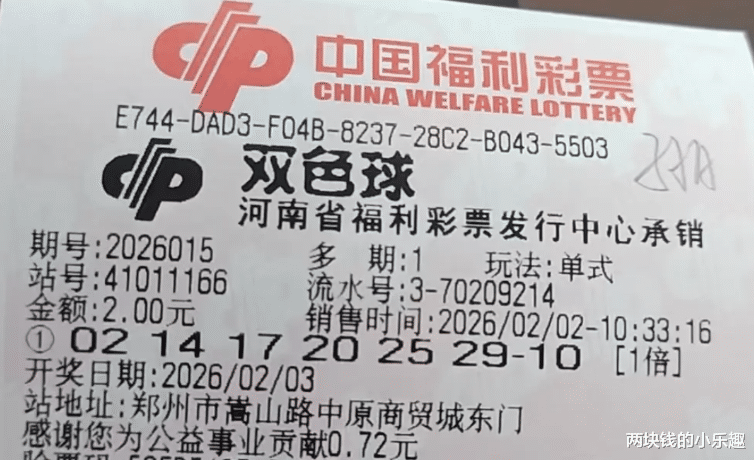 中国福利彩票
CHINA WELFARE LOTTERY
E744-DAD3-F04B-8237-28C2-B043-5503
双色球
河南省福利彩票发行中心承销
期号:2026015 多 期:1 玩法:单式
站号:41011166 流水号:3-70209214
金额:2.00元 销售时间:2026/02/02-10:33:16
① 02 14 17 20 25 29-10 [1倍]
开奖日期:2026/02/03
站地址:郑州市嵩山路中原商贸城东门
感谢您为公益事业贡献0.72元
两块钱的小乐趣